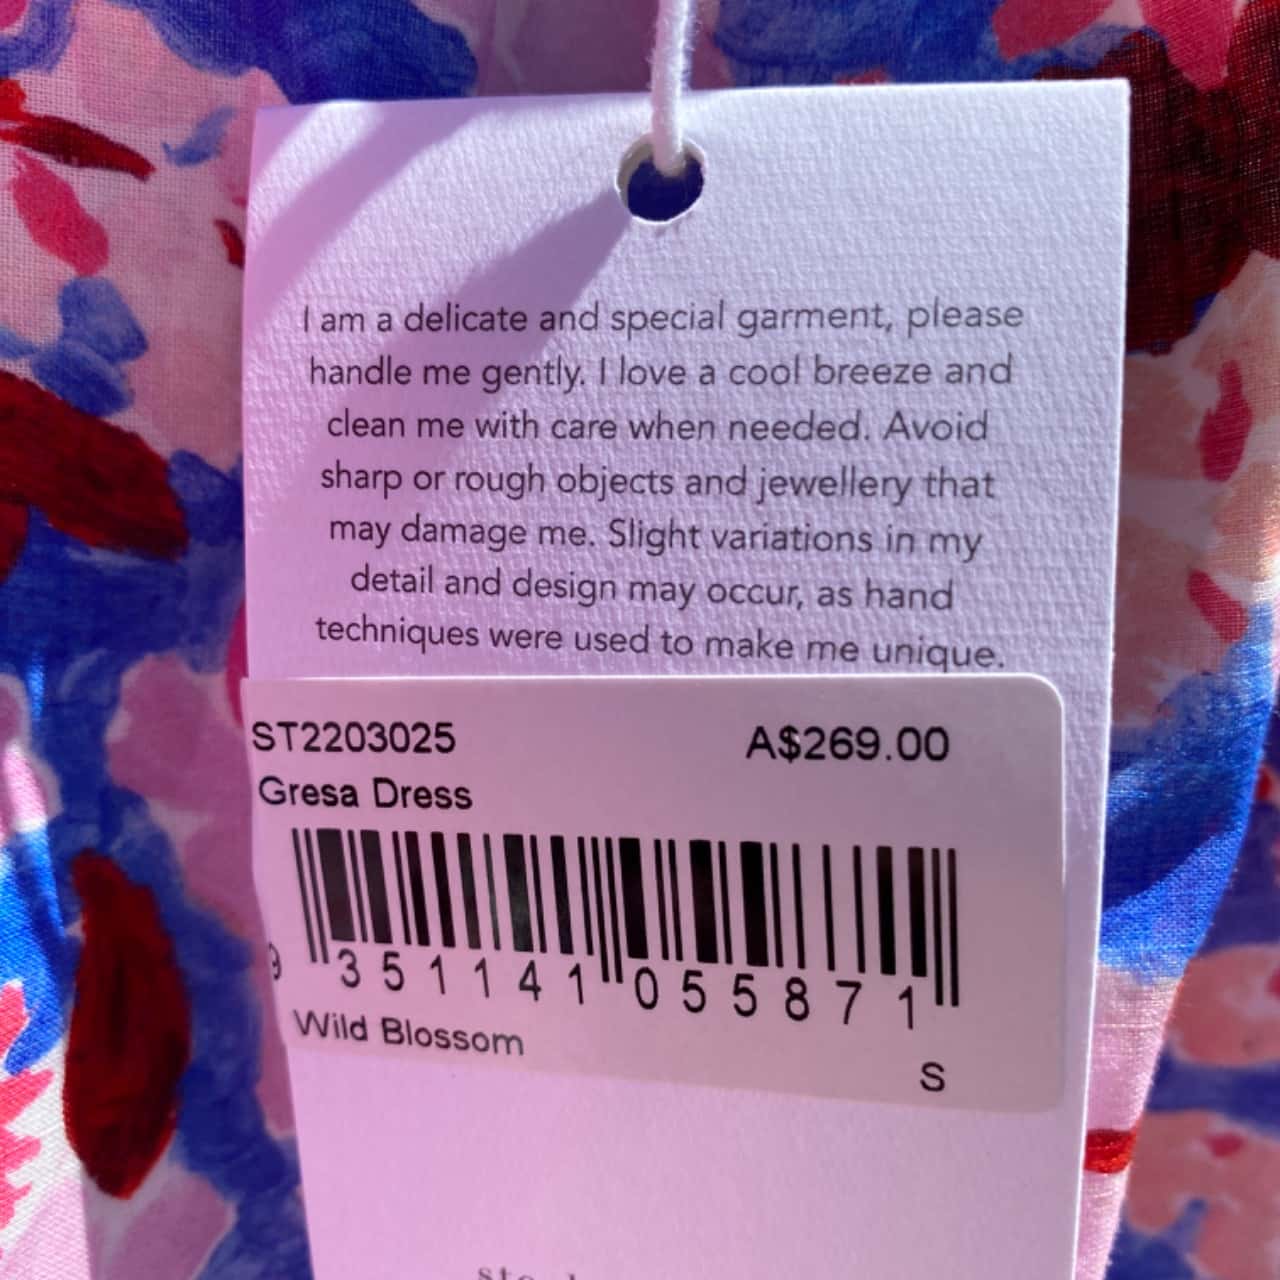 I am a delicate and special garment, please
handle me gently. I love a cool breeze and
clean me with care when needed. Avoid
sharp or rough objects and jewellery that
may damage me. Slight variations in my
detail and design may occur, as hand
techniques were used to make me unique.
ST2203025 A$269.00
Gresa Dress
9 351141 055871
Wild Blossom
S